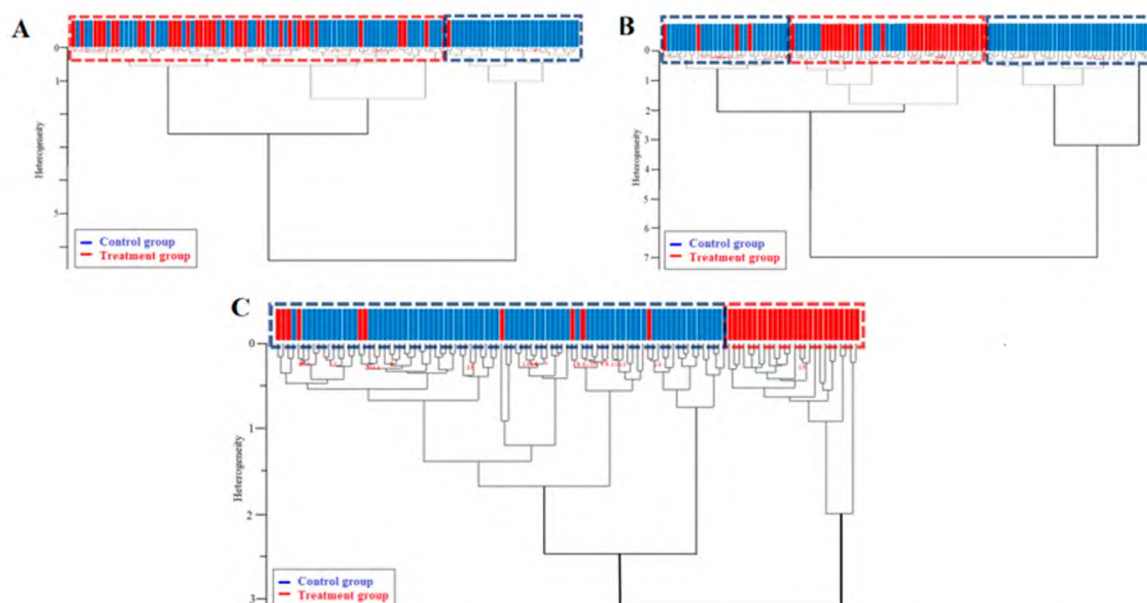 A
0
1
5
Heterogeneity
Control group
Treatment group
B
0
1
2
3
4
5
6
7
Heterogeneity
Control group
Treatment group
C
0
1
2
3
Heterogeneity
Control group
Treatment group